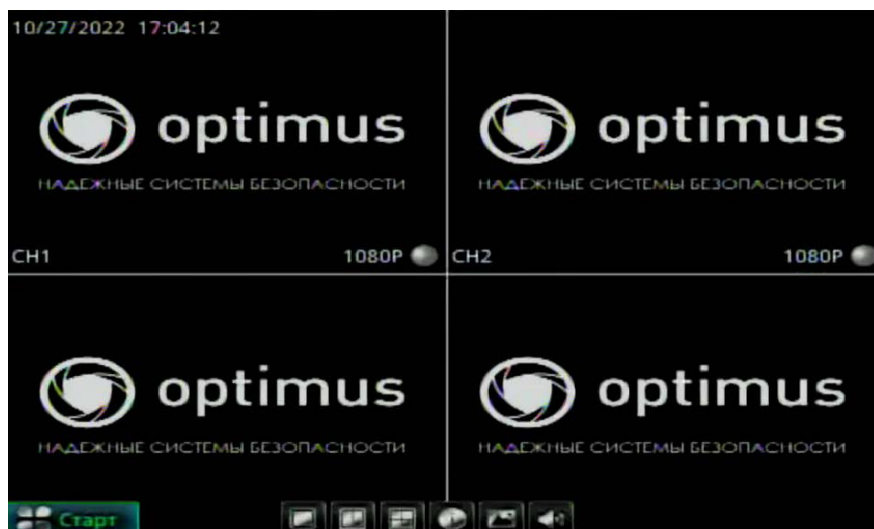 10/27/2022 17:04:12
optimus
optimus
НАДЕЖНЫЕ СИСТЕМЫ БЕЗОПАСНОСТИ
НАДЕЖНЫЕ СИСТЕМЫ БЕЗОПАСНОСТИ
CH1 1080P
CH2 1080P
optimus
optimus
НАДЕЖНЫЕ СИСТЕМЫ БЕЗОПАСНОСТИ
НАДЕЖНЫЕ СИСТЕМЫ БЕЗОПАСНОСТИ
Старт